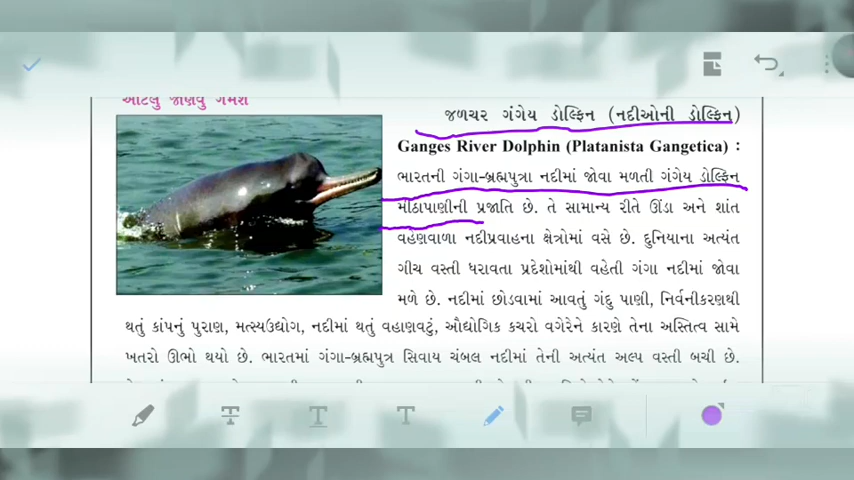 એટલું જાણવું ગમશે
જળચર ગંગેય ડોલ્ફિન (નદીઓની ડોલ્ફિન)
Ganges River Dolphin (Platanista Gangetica) :
ભારતની ગંગા-બ્રહ્મપુત્રા નદીમાં જોવા મળતી ગંગેય ડોલ્ફિન
મીઠાપાણીની પ્રજાતિ છે. તે સામાન્ય રીતે ઊંડા અને શાંત
વહેણવાળા નદીપ્રવાહના ક્ષેત્રોમાં વસે છે. દુનિયાના અત્યંત
ગીચ વસ્તી ધરાવતા પ્રદેશોમાંથી વહેતી ગંગા નદીમાં જોવા
મળે છે. નદીમાં છોડવામાં આવતું ગંદુ પાણી, નિર્વનીકરણથી
થતું કાંપનું પુરાણ, મત્સ્યઉદ્યોગ, નદીમાં થતું વહાણવટું, ઔદ્યોગિક કચરો વગેરેને કારણે તેના અસ્તિત્વ સામે
ખતરો ઊભો થયો છે. ભારતમાં ગંગા-બ્રહ્મપુત્ર સિવાય ચંબલ નદીમાં તેની અત્યંત અલ્પ વસ્તી બચી છે.